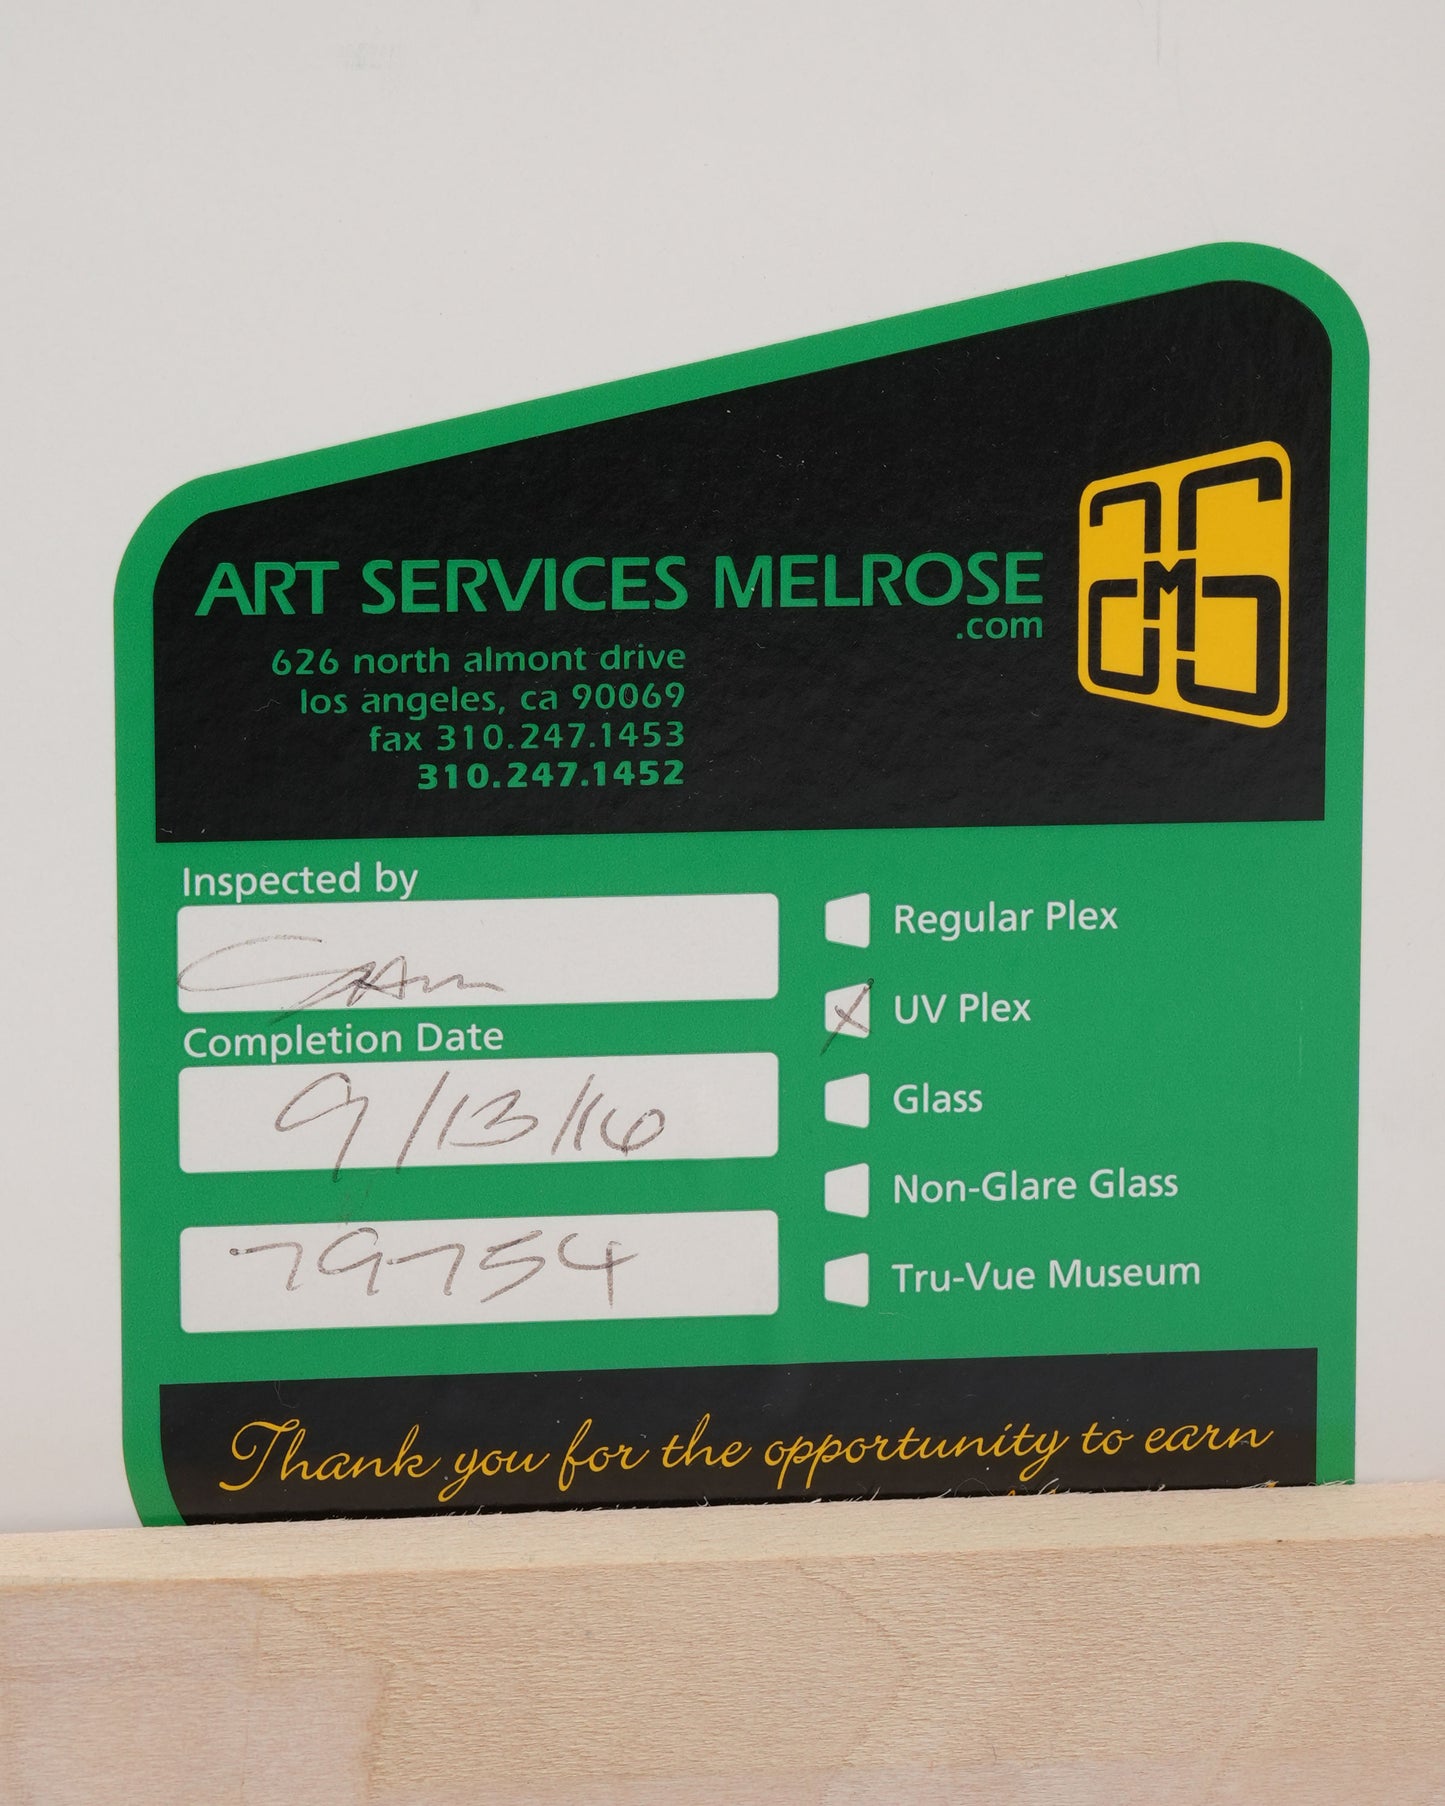 ART SERVICES MELROSE
.com
626 north almont drive
los angeles, ca 90069
fax 310.247.1453
310.247.1452
Inspected by
Completion Date
9/13/16
79754
Regular Plex
X UV Plex
Glass
Non-Glare Glass
Tru-Vue Museum
Thank you for the opportunity to earn